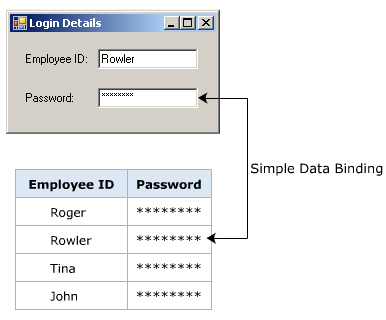 Login Details
Employee ID: Rowler
Password: ********
Simple Data Binding
Employee ID Password
Roger ********
Rowler ********
Tina ********
John ********